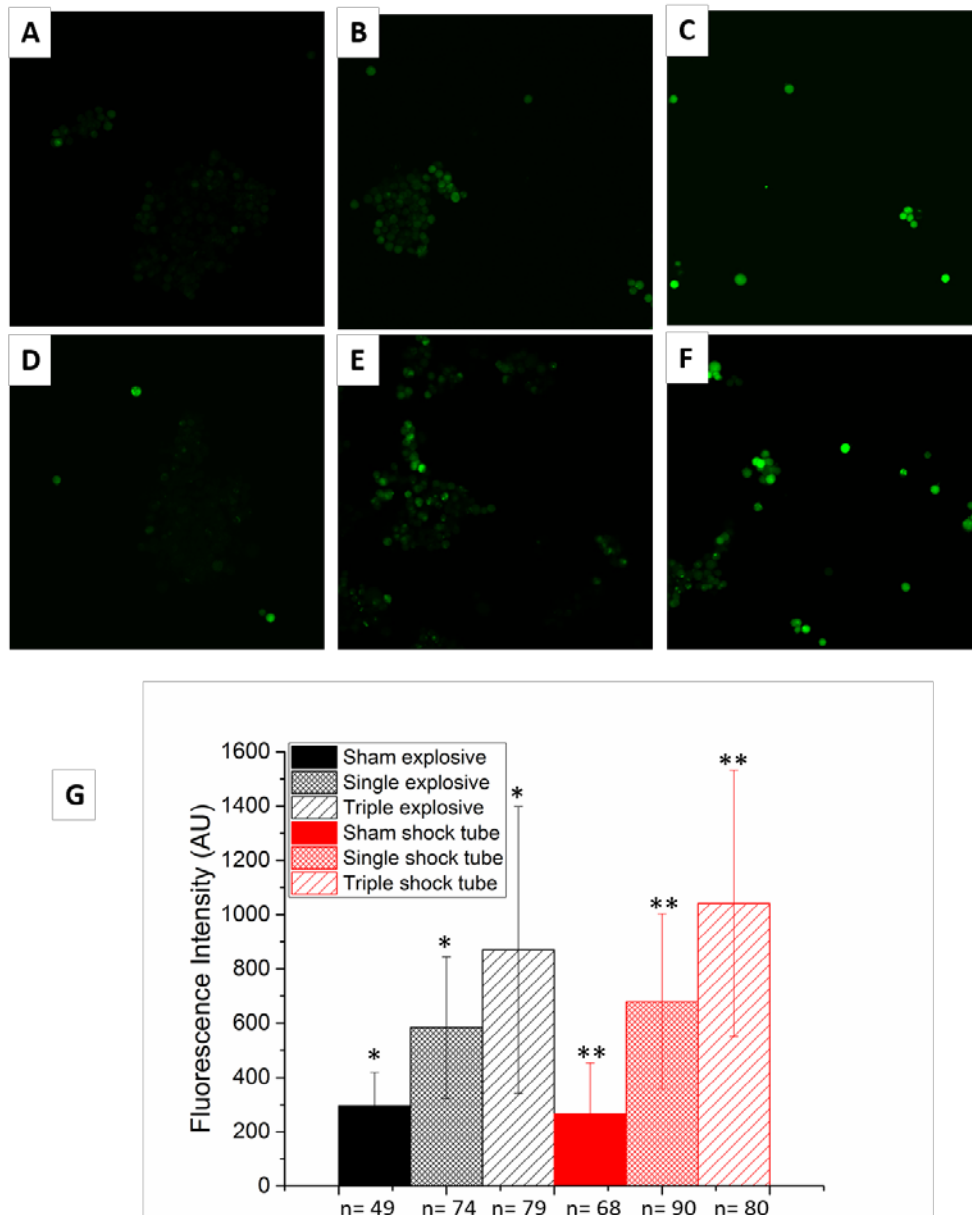 A
B
C
D
E
F
G
Fluorescence Intensity (AU)
1600
1400
1200
1000
800
600
400
200
0
Sham explosive
Single explosive
Triple explosive
Sham shock tube
Single shock tube
Triple shock tube
*
*
*
**
**
**
n= 49
n= 74
n= 79
n= 68
n= 90
n= 80